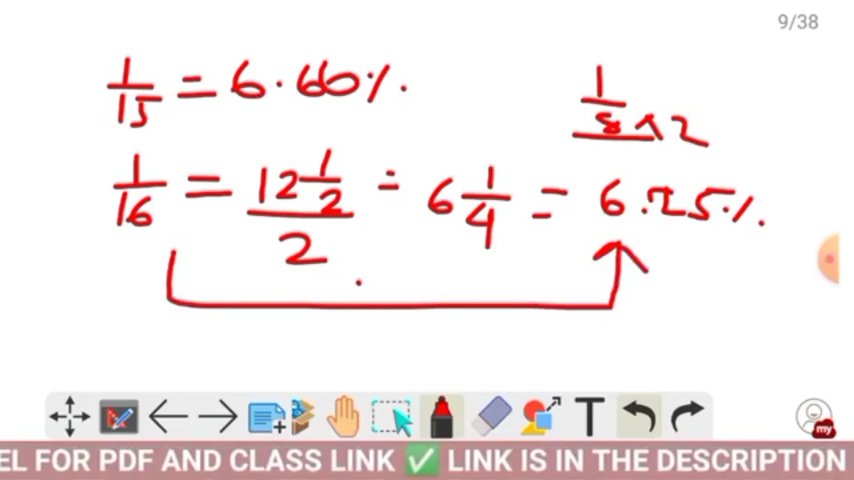 9/38
1/15 = 6.66%.
1/(8×2)
1/16 = 12 1/2 / 2 = 6 1/4 = 6.25%.
T
my
EL FOR PDF AND CLASS LINK ✅ LINK IS IN THE DESCRIPTION